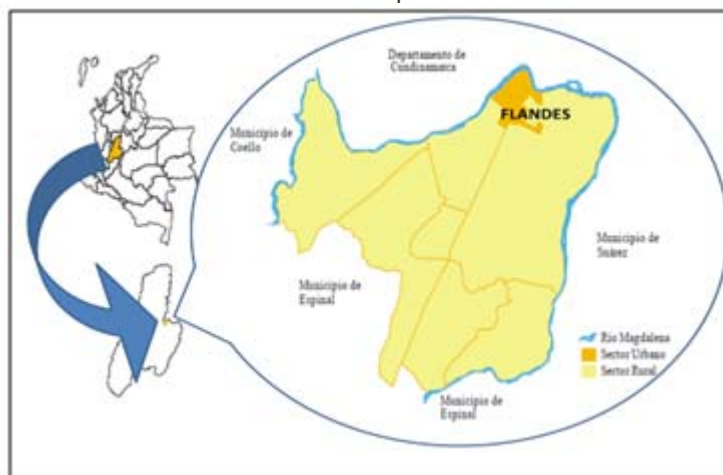 Departamento de
Cundinamarca
FLANDES
Municipio de
Coello
Municipio de
Suárez
Municipio de
Espinal
Río Magdalena
Sector Urbano
Sector Rural
Municipio de
Espinal